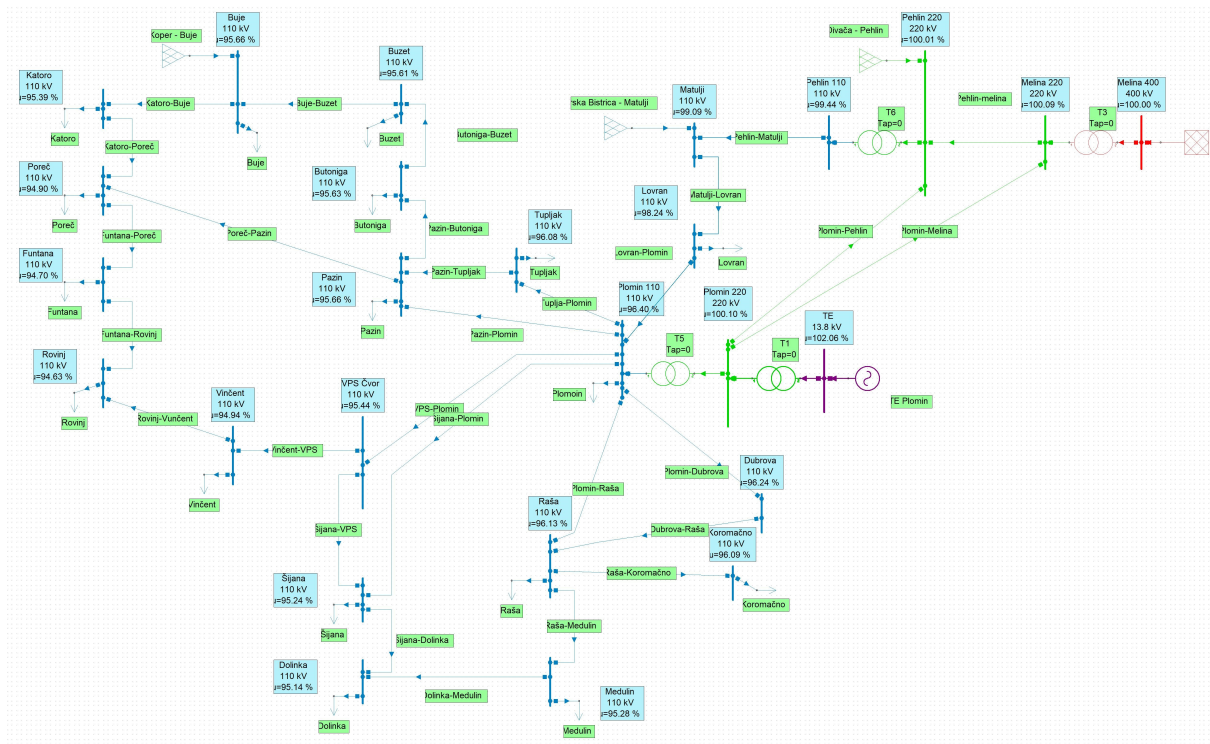 Buje
110 kV
u=95.66 %
Koper - Buje
Katoro
110 kV
u=95.39 %
Katoro-Buje
Buje-Buzet
Buzet
110 kV
u=95.61 %
Katoro
Katoro-Poreč
Buje
Buzet
Butoniga-Buzet
Poreč
110 kV
u=94.90 %
Poreč
Butoniga
110 kV
u=95.63 %
Butoniga
Pazin-Butoniga
Funtana-Poreč
Poreč-Pazin
Funtana
110 kV
u=94.70 %
Funtana
Pazin
110 kV
u=95.66 %
Pazin
Pazin-Tupljak
Tupljak
110 kV
u=96.08 %
Tupljak
Tuplja-Plomin
Pazin-Plomin
Funtana-Rovinj
Rovinj
110 kV
u=94.63 %
Rovinj
Rovinj-Vunčent
Vinčent
110 kV
u=94.94 %
Vinčent
Vinčent-VPS
VPS Čvor
110 kV
u=95.44 %
VPS-Plomin
Šijana-Plomin
Šijana-VPS
Šijana
110 kV
u=95.24 %
Šijana
Šijana-Dolinka
Dolinka
110 kV
u=95.14 %
Dolinka
Dolinka-Medulin
Medulin
110 kV
u=95.28 %
Medulin
Raša-Medulin
Raša
110 kV
u=96.13 %
Raša
Raša-Koromačno
Koromačno
110 kV
u=96.09 %
Koromačno
Dubrova-Raša
Dubrova
110 kV
u=96.24 %
Plomin-Dubrova
Plomin-Raša
Plomoin
Plomin 110
110 kV
u=96.40 %
T5
Tap=0
Plomin 220
220 kV
u=100.10 %
T1
Tap=0
TE
13.8 kV
u=102.06 %
TE Plomin
Lovran-Plomin
Lovran
110 kV
u=98.24 %
Lovran
Matulji-Lovran
Matulji
110 kV
u=99.09 %
rska Bistrica - Matulji
Pehlin-Matulji
Pehlin 110
110 kV
u=99.44 %
T6
Tap=0
Divača - Pehlin
Pehlin 220
220 kV
u=100.01 %
Pehlin-melina
Melina 220
220 kV
u=100.09 %
T3
Tap=0
Melina 400
400 kV
u=100.00 %
Plomin-Pehlin
Plomin-Melina